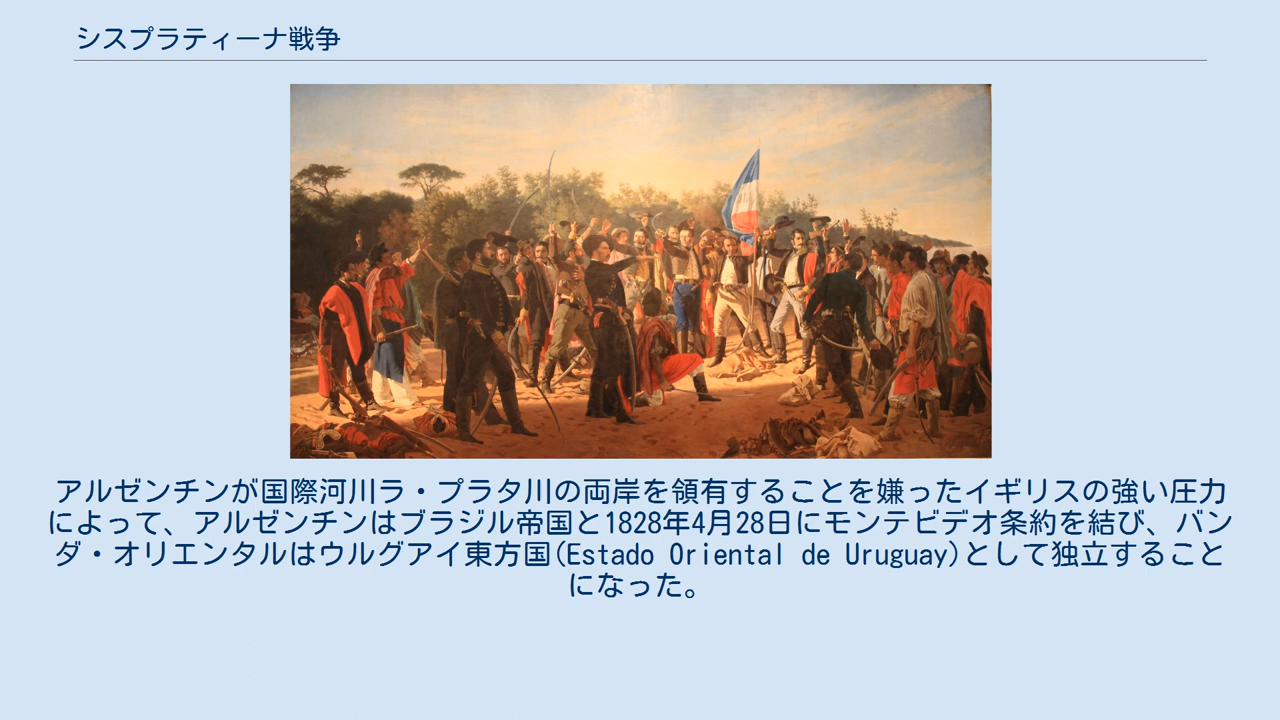 シスプラティーナ戦争
アルゼンチンが国際河川ラ・プラタ川の両岸を領有することを嫌ったイギリスの強い圧力
によって、アルゼンチンはブラジル帝国と1828年4月28日にモンテビデオ条約を結び、バン
ダ・オリエンタルはウルグアイ東方国(Estado Oriental de Uruguay)として独立すること
になった。